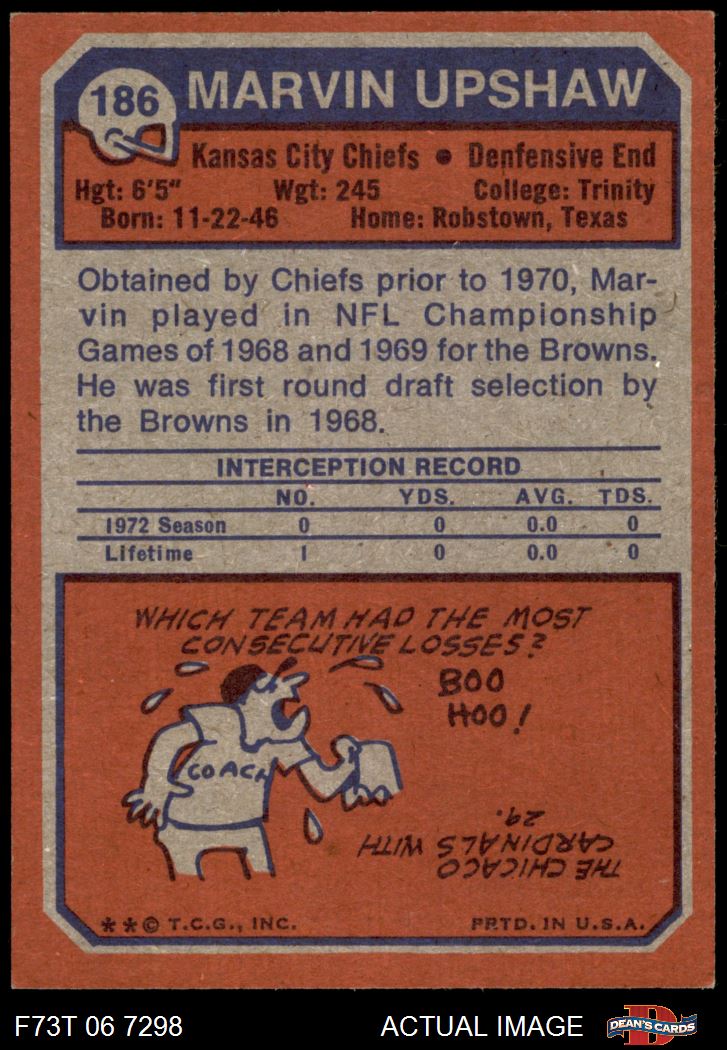 186
MARVIN UPSHAW
Kansas City Chiefs • Denfensive End
Hgt: 6'5" Wgt: 245 College: Trinity
Born: 11-22-46 Home: Robstown, Texas
Obtained by Chiefs prior to 1970, Mar-
vin played in NFL Championship
Games of 1968 and 1969 for the Browns.
He was first round draft selection by
the Browns in 1968.
INTERCEPTION RECORD
NO. YDS. AVG. TDS.
1972 Season 0 0 0.0 0
Lifetime 1 0 0.0 0
WHICH TEAM HAD THE MOST
CONSECUTIVE LOSSES?
BOO
HOO!
COACH
THE CHICAGO
CARDINALS WITH
29.
**© T.C.G., INC. PRTD. IN U.S.A.
F73T 06 7298 ACTUAL IMAGE
D
DEAN'S CARDS